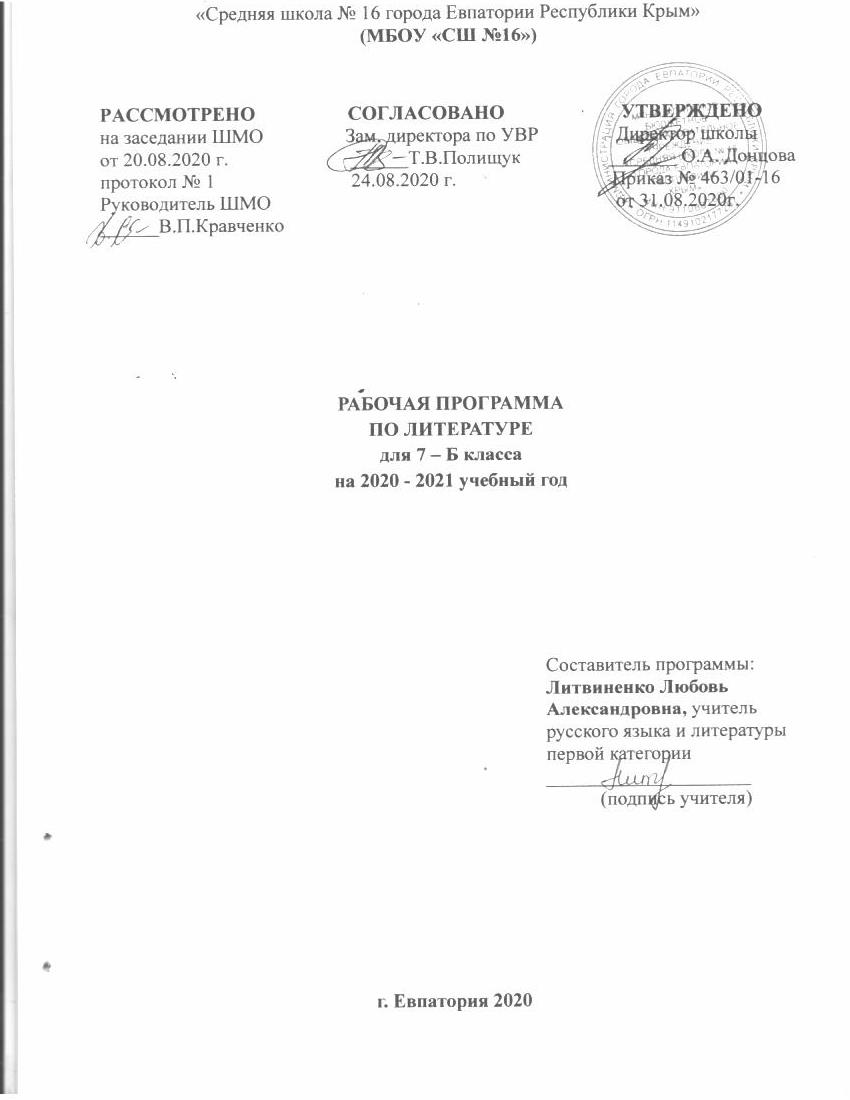 «Средняя школа № 16 города Евпатории Республики Крым»
(МБОУ «СШ №16»)
РАССМОТРЕНО
на заседании ШМО
от 20.08.2020 г.
протокол № 1
Руководитель ШМО
______В.П.Кравченко
СОГЛАСОВАНО
Зам. директора по УВР
________Т.В.Полищук
24.08.2020 г.
УТВЕРЖДЕНО
Директор школы
________О.А. Донцова
Приказ № 463/01-16
от 31.08.2020г.
РАБОЧАЯ ПРОГРАММА
ПО ЛИТЕРАТУРЕ
для 7 – Б класса
на 2020 - 2021 учебный год
Составитель программы:
Литвиненко Любовь
Александровна, учитель
русского языка и литературы
первой категории
(подпись учителя)
г. Евпатория 2020